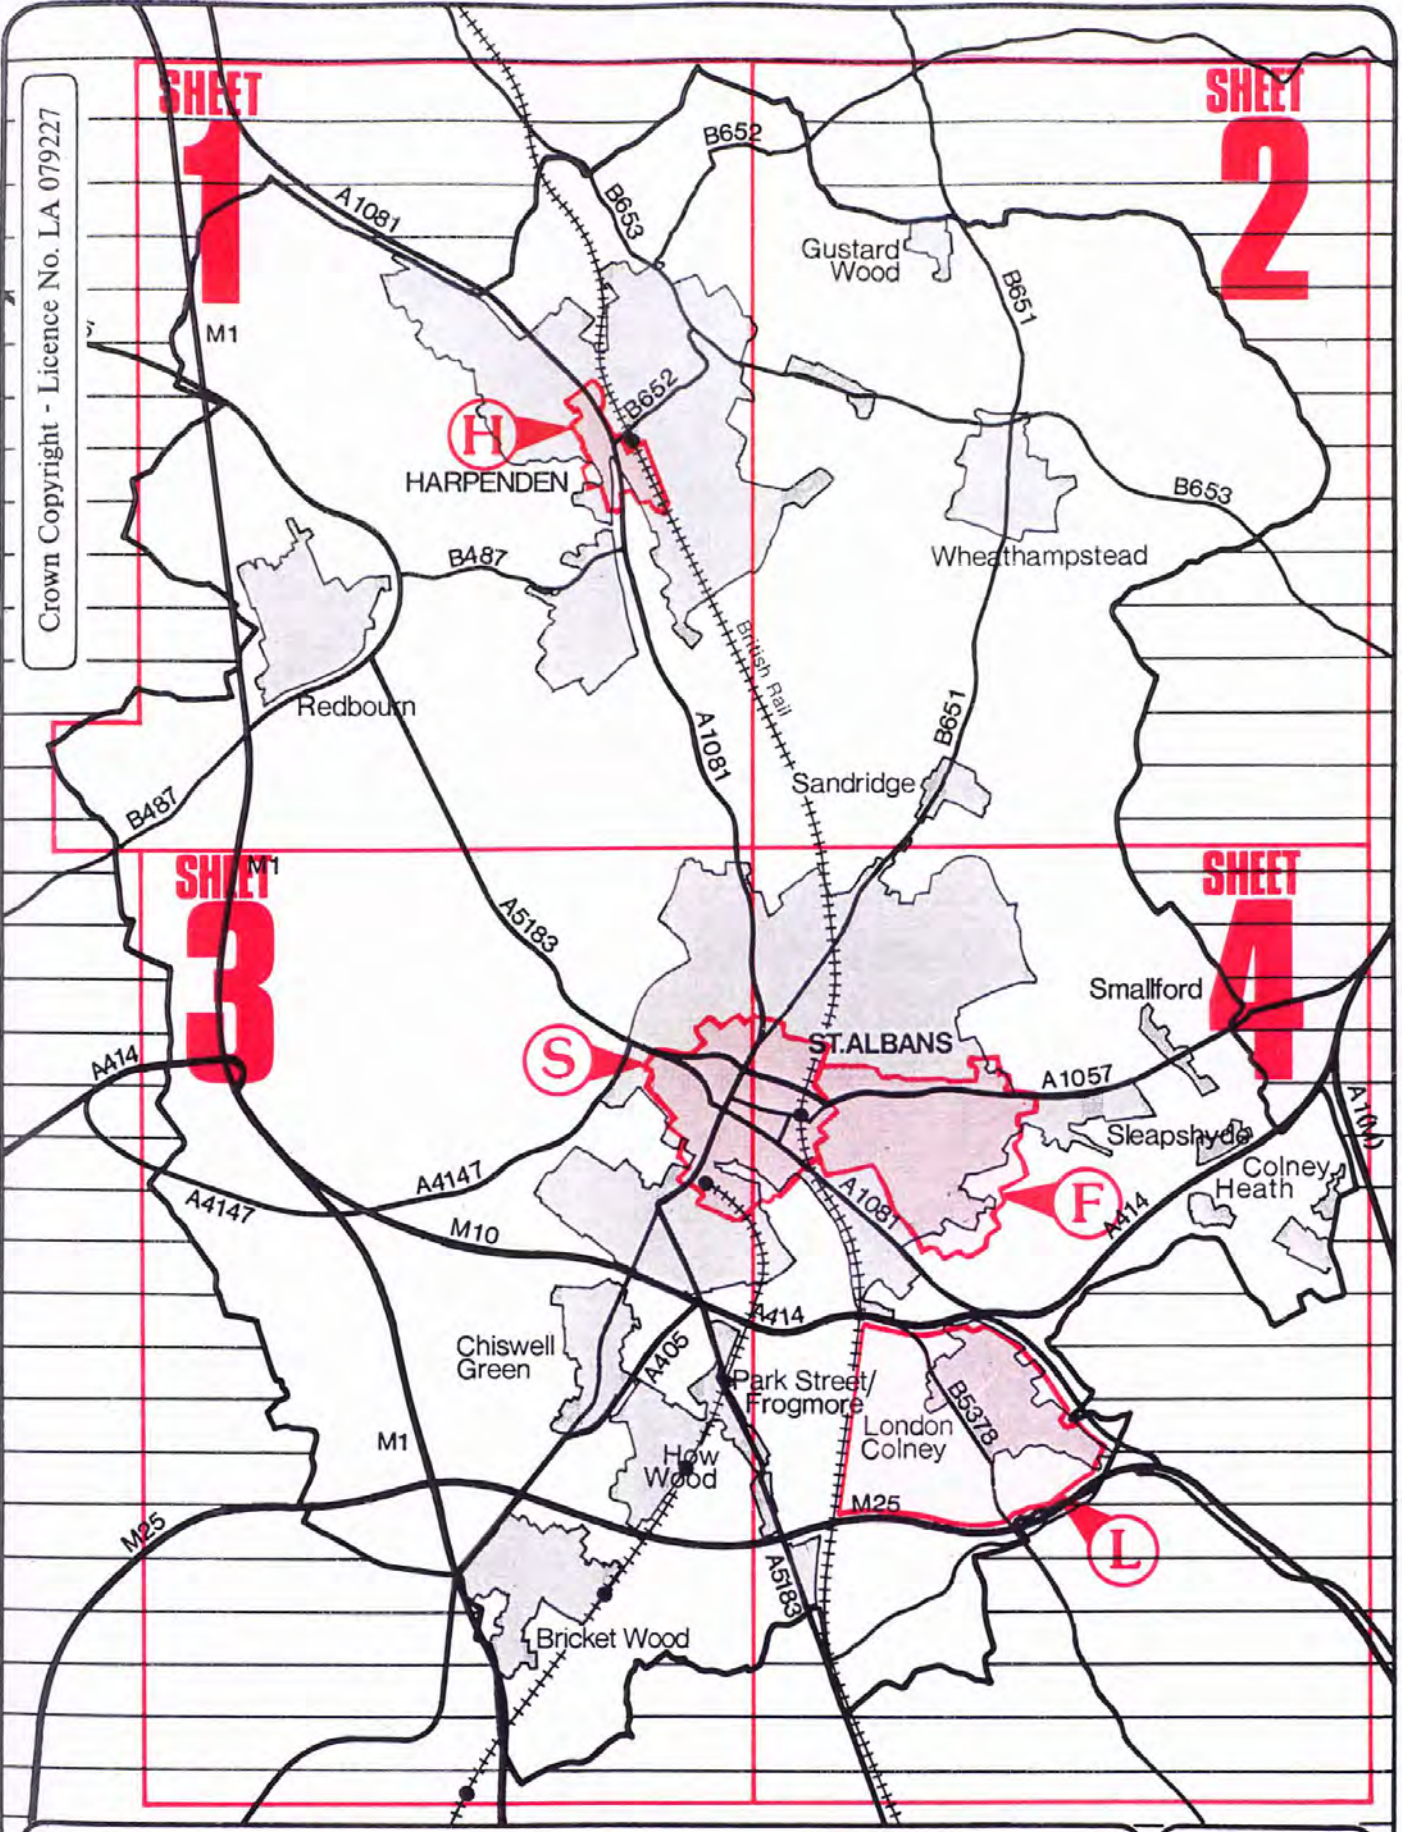 Crown Copyright - Licence No. LA 079227
SHEET
1
SHEET
2
B652
A1081
B653
Gustard
Wood
B651
M1
B652
H
HARPENDEN
B653
B487
Wheathampstead
British Rail
Redbourn
A1081
B651
Sandridge
B487
SHEET
3
M1
SHEET
4
A5183
Smallford
S
ST.ALBANS
A414
A1057
Sleapshyde
A4147
A4147
A1081
F
Colney
Heath
A414
M10
A414
Chiswell
Green
A405
Park Street/
Frogmore
B5378
London
Colney
M1
How
Wood
M25
M25
L
A5183
Bricket Wood